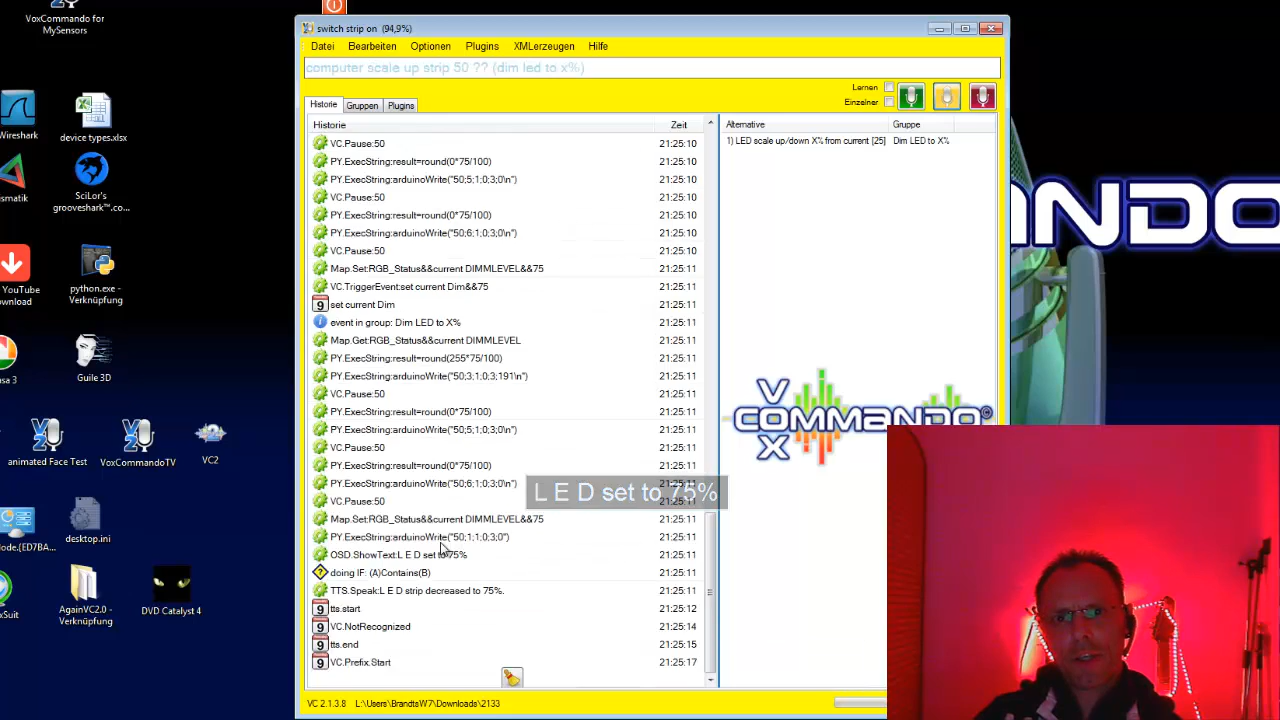 VoxCommando for
MySensors
switch strip on (94,9%)
Datei Bearbeiten Optionen Plugins XMLerzeugen Hilfe
computer scale up strip 50 ?? (dim led to x%)
Lernen
Einzelner
Historie Gruppen Plugins
Historie Zeit
VC.Pause:50 21:25:10
PY.ExecString:result=round(0*75/100) 21:25:10
PY.ExecString:arduinoWrite("50;5;1;0;3;0\n") 21:25:10
VC.Pause:50 21:25:10
PY.ExecString:result=round(0*75/100) 21:25:10
PY.ExecString:arduinoWrite("50;6;1;0;3;0\n") 21:25:10
VC.Pause:50 21:25:10
Map.Set:RGB_Status&&current DIMMLEVEL&&75 21:25:11
VC.TriggerEvent:set current Dim&&75 21:25:11
9 set current Dim 21:25:11
event in group: Dim LED to X% 21:25:11
Map.Get:RGB_Status&&current DIMMLEVEL 21:25:11
PY.ExecString:result=round(255*75/100) 21:25:11
PY.ExecString:arduinoWrite("50;3;1;0;3;191\n") 21:25:11
VC.Pause:50 21:25:11
PY.ExecString:result=round(0*75/100) 21:25:11
PY.ExecString:arduinoWrite("50;5;1;0;3;0\n") 21:25:11
VC.Pause:50 21:25:11
PY.ExecString:result=round(0*75/100) 21:25:11
PY.ExecString:arduinoWrite("50;6;1;0;3;0\n") 21:25:11
VC.Pause:50 21:25:11
Map.Set:RGB_Status&&current DIMMLEVEL&&75 21:25:11
PY.ExecString:arduinoWrite("50;1;1;0;3;0") 21:25:11
OSD.ShowText:L E D set to 75% 21:25:11
? doing IF: (A)Contains(B) 21:25:11
TTS.Speak:L E D strip decreased to 75%. 21:25:11
9 tts.start 21:25:12
9 VC.NotRecognized 21:25:14
9 tts.end 21:25:15
9 VC.Prefix.Start 21:25:17
VC 2.1.3.8 L:\Users\BrandtsW7\Downloads\2133
Alternative Gruppe
1) LED scale up/down X% from current [25] Dim LED to X%
VOX
COMMANDO ©
L E D set to 75%
Wireshark
device types.xlsx
SciLor's
grooveshark™.co...
YouTube
python.exe -
Verknüpfung
Guile 3D
animated Face Test
VoxCommandoTV
VC2
desktop.ini
AgainVC2.0 -
Verknüpfung
DVD Catalyst 4